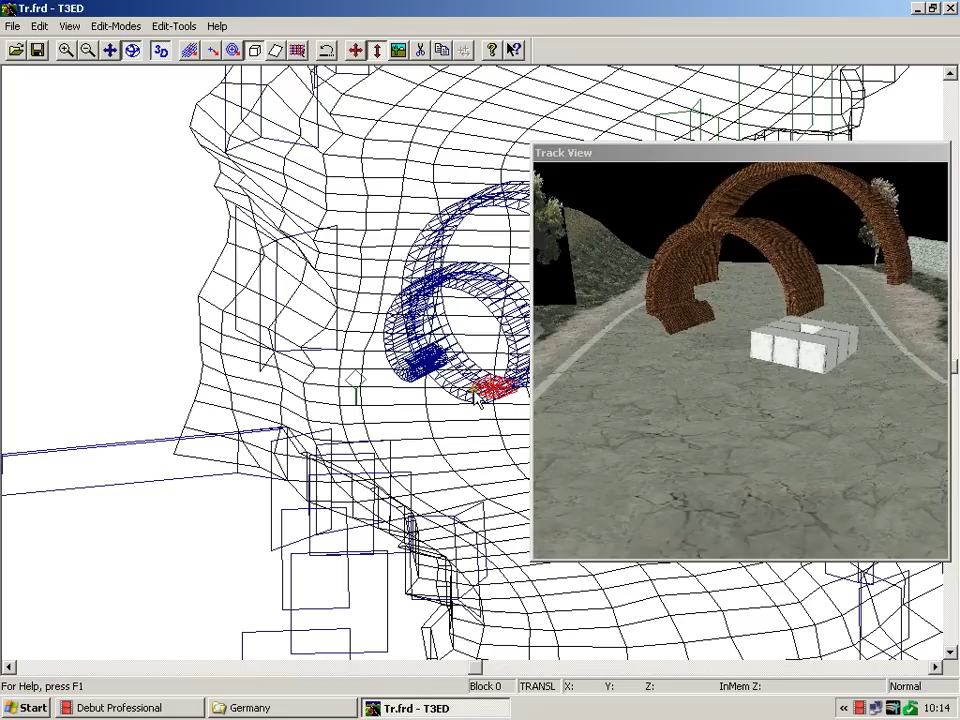 Tr.frd - T3ED
File Edit View Edit-Modes Edit-Tools Help
3D
Track View
For Help, press F1 Block 0 TRANSL X: Y: Z: InMem Z: Normal
Start Debut Professional Germany Tr.frd - T3ED « 10:14